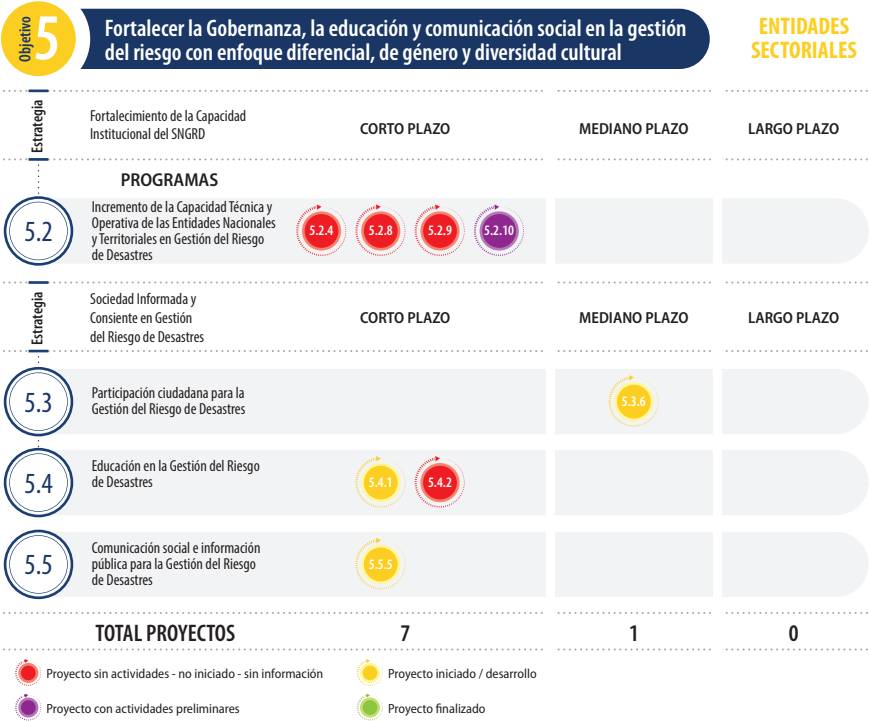 Objetivo 5
Fortalecer la Gobernanza, la educación y comunicación social en la gestión
del riesgo con enfoque diferencial, de género y diversidad cultural
ENTIDADES
SECTORIALES
Estrategia
Fortalecimiento de la Capacidad
Institucional del SNGRD
CORTO PLAZO
MEDIANO PLAZO
LARGO PLAZO
PROGRAMAS
5.2
Incremento de la Capacidad Técnica y
Operativa de las Entidades Nacionales
y Territoriales en Gestión del Riesgo
de Desastres
5.2.4
5.2.8
5.2.9
5.2.10
Estrategia
Sociedad Informada y
Consiente en Gestión
del Riesgo de Desastres
CORTO PLAZO
MEDIANO PLAZO
LARGO PLAZO
5.3
Participación ciudadana para la
Gestión del Riesgo de Desastres
5.3.6
5.4
Educación en la Gestión del Riesgo
de Desastres
5.4.1
5.4.2
5.5
Comunicación social e información
pública para la Gestión del Riesgo
de Desastres
5.5.5
TOTAL PROYECTOS
7
1
0
Proyecto sin actividades - no iniciado - sin información
Proyecto iniciado / desarrollo
Proyecto con actividades preliminares
Proyecto finalizado